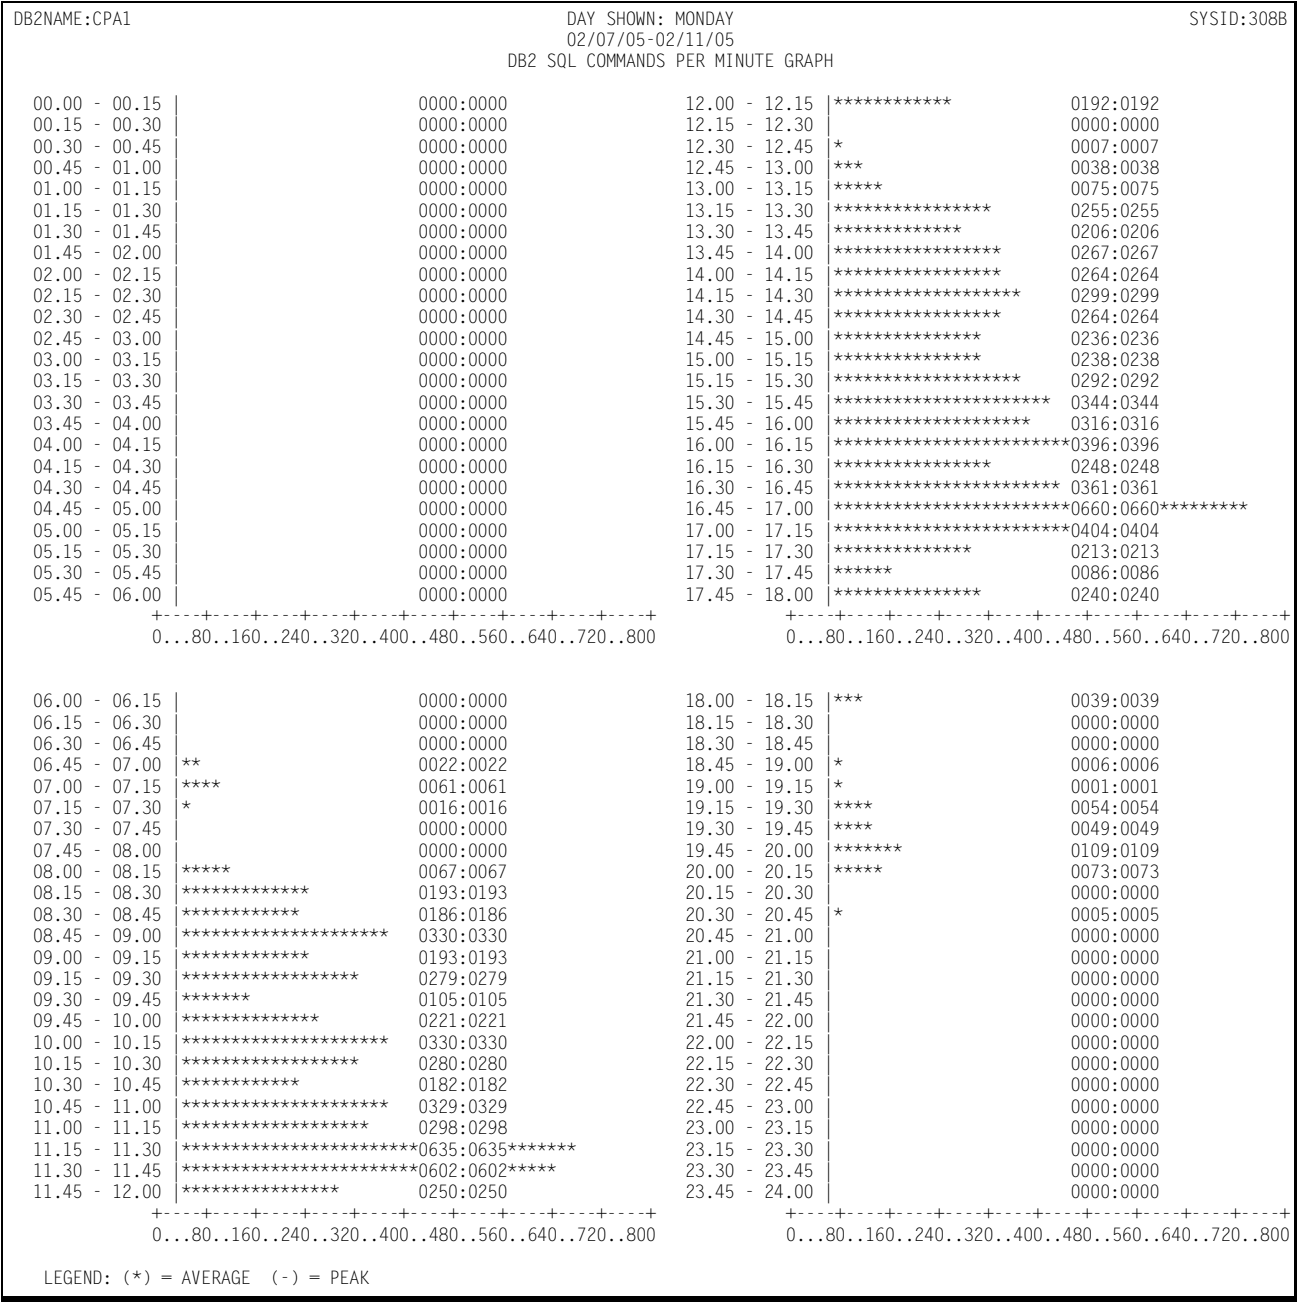 DB2NAME:CPA1                    DAY SHOWN: MONDAY                    SYSID:308B
02/07/05-02/11/05
DB2 SQL COMMANDS PER MINUTE GRAPH
00.00 - 00.15 |                        0000:0000    12.00 - 12.15 |************            0192:0192
00.15 - 00.30 |                        0000:0000    12.15 - 12.30 |                        0000:0000
00.30 - 00.45 |                        0000:0000    12.30 - 12.45 |*                       0007:0007
00.45 - 01.00 |                        0000:0000    12.45 - 13.00 |***                     0038:0038
01.00 - 01.15 |                        0000:0000    13.00 - 13.15 |*****                   0075:0075
01.15 - 01.30 |                        0000:0000    13.15 - 13.30 |****************        0255:0255
01.30 - 01.45 |                        0000:0000    13.30 - 13.45 |*************           0206:0206
01.45 - 02.00 |                        0000:0000    13.45 - 14.00 |*****************       0267:0267
02.00 - 02.15 |                        0000:0000    14.00 - 14.15 |*****************       0264:0264
02.15 - 02.30 |                        0000:0000    14.15 - 14.30 |*******************     0299:0299
02.30 - 02.45 |                        0000:0000    14.30 - 14.45 |*****************       0264:0264
02.45 - 03.00 |                        0000:0000    14.45 - 15.00 |***************         0236:0236
03.00 - 03.15 |                        0000:0000    15.00 - 15.15 |***************         0238:0238
03.15 - 03.30 |                        0000:0000    15.15 - 15.30 |*******************     0292:0292
03.30 - 03.45 |                        0000:0000    15.30 - 15.45 |**********************  0344:0344
03.45 - 04.00 |                        0000:0000    15.45 - 16.00 |********************    0316:0316
04.00 - 04.15 |                        0000:0000    16.00 - 16.15 |************************0396:0396
04.15 - 04.30 |                        0000:0000    16.15 - 16.30 |****************        0248:0248
04.30 - 04.45 |                        0000:0000    16.30 - 16.45 |*********************** 0361:0361
04.45 - 05.00 |                        0000:0000    16.45 - 17.00 |************************0660:0660*********
05.00 - 05.15 |                        0000:0000    17.00 - 17.15 |************************0404:0404
05.15 - 05.30 |                        0000:0000    17.15 - 17.30 |**************          0213:0213
05.30 - 05.45 |                        0000:0000    17.30 - 17.45 |******                  0086:0086
05.45 - 06.00 |                        0000:0000    17.45 - 18.00 |***************         0240:0240
+----+----+----+----+----+----+----+----+----+----+    +----+----+----+----+----+----+----+----+----+----+
0...80..160..240..320..400..480..560..640..720..800    0...80..160..240..320..400..480..560..640..720..800
06.00 - 06.15 |                        0000:0000    18.00 - 18.15 |***                     0039:0039
06.15 - 06.30 |                        0000:0000    18.15 - 18.30 |                        0000:0000
06.30 - 06.45 |                        0000:0000    18.30 - 18.45 |                        0000:0000
06.45 - 07.00 |**                      0022:0022    18.45 - 19.00 |*                       0006:0006
07.00 - 07.15 |****                    0061:0061    19.00 - 19.15 |*                       0001:0001
07.15 - 07.30 |*                       0016:0016    19.15 - 19.30 |****                    0054:0054
07.30 - 07.45 |                        0000:0000    19.30 - 19.45 |****                    0049:0049
07.45 - 08.00 |                        0000:0000    19.45 - 20.00 |*******                 0109:0109
08.00 - 08.15 |*****                   0067:0067    20.00 - 20.15 |*****                   0073:0073
08.15 - 08.30 |*************           0193:0193    20.15 - 20.30 |                        0000:0000
08.30 - 08.45 |************            0186:0186    20.30 - 20.45 |*                       0005:0005
08.45 - 09.00 |*********************   0330:0330    20.45 - 21.00 |                        0000:0000
09.00 - 09.15 |*************           0193:0193    21.00 - 21.15 |                        0000:0000
09.15 - 09.30 |******************      0279:0279    21.15 - 21.30 |                        0000:0000
09.30 - 09.45 |*******                 0105:0105    21.30 - 21.45 |                        0000:0000
09.45 - 10.00 |**************          0221:0221    21.45 - 22.00 |                        0000:0000
10.00 - 10.15 |*********************   0330:0330    22.00 - 22.15 |                        0000:0000
10.15 - 10.30 |******************      0280:0280    22.15 - 22.30 |                        0000:0000
10.30 - 10.45 |************            0182:0182    22.30 - 22.45 |                        0000:0000
10.45 - 11.00 |*********************   0329:0329    22.45 - 23.00 |                        0000:0000
11.00 - 11.15 |*******************     0298:0298    23.00 - 23.15 |                        0000:0000
11.15 - 11.30 |************************0635:0635*******    23.15 - 23.30 |                        0000:0000
11.30 - 11.45 |************************0602:0602*****    23.30 - 23.45 |                        0000:0000
11.45 - 12.00 |****************        0250:0250    23.45 - 24.00 |                        0000:0000
+----+----+----+----+----+----+----+----+----+----+    +----+----+----+----+----+----+----+----+----+----+
0...80..160..240..320..400..480..560..640..720..800    0...80..160..240..320..400..480..560..640..720..800
LEGEND: (*) = AVERAGE  (-) = PEAK